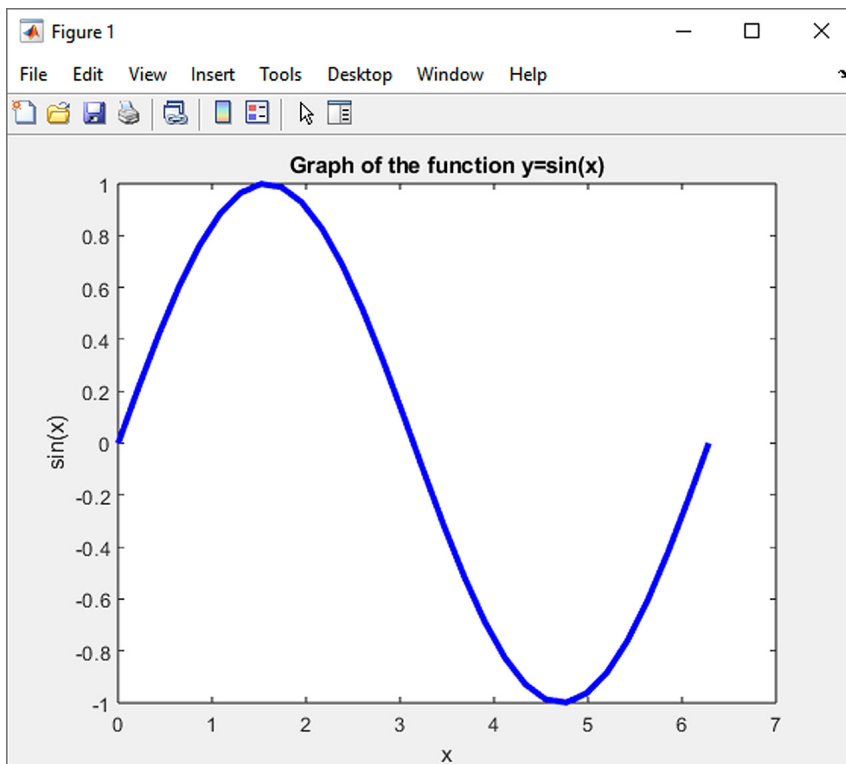 Figure 1
File Edit View Insert Tools Desktop Window Help
Graph of the function y=sin(x)
1
0.8
0.6
0.4
0.2
0
-0.2
-0.4
-0.6
-0.8
-1
sin(x)
0 1 2 3 4 5 6 7
x